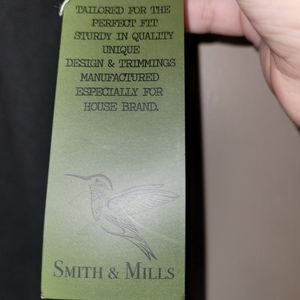 TAILORED FOR THE
PERFECT FIT
STURDY IN QUALITY
UNIQUE
DESIGN & TRIMMINGS
MANUFACTURED
ESPECIALLY FOR
HOUSE BRAND.
SMITH & MILLS